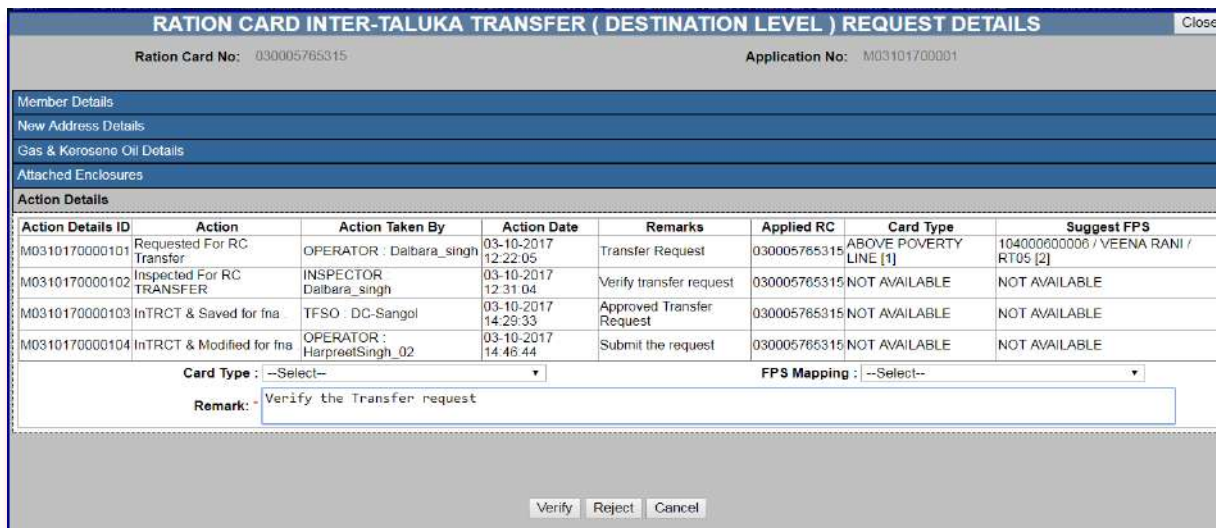 RATION CARD INTER-TALUKA TRANSFER ( DESTINATION LEVEL ) REQUEST DETAILS
Close
Ration Card No: 030005765315 Application No: M03101700001
Member Details
New Address Details
Gas & Kerosene Oil Details
Attached Enclosures
Action Details
Action Details ID Action Action Taken By Action Date Remarks Applied RC Card Type Suggest FPS
M0310170000101 Requested For RC Transfer OPERATOR : Dalbara_singh 03-10-2017 12:22:05 Transfer Request 030005765315 ABOVE POVERTY LINE [1] 104000600006 / VEENA RANI / RT05 [2]
M0310170000102 Inspected For RC TRANSFER INSPECTOR Dalbara_singh 03-10-2017 12:31:04 Verify transfer request 030005765315 NOT AVAILABLE NOT AVAILABLE
M0310170000103 InTRCT & Saved for fna TFSO : DC-Sangol 03-10-2017 14:29:33 Approved Transfer Request 030005765315 NOT AVAILABLE NOT AVAILABLE
M0310170000104 InTRCT & Modified for fna OPERATOR : HarpreetSingh_02 03-10-2017 14:46:44 Submit the request 030005765315 NOT AVAILABLE NOT AVAILABLE
Card Type : --Select-- FPS Mapping : --Select--
Remark: * Verify the Transfer request
Verify Reject Cancel